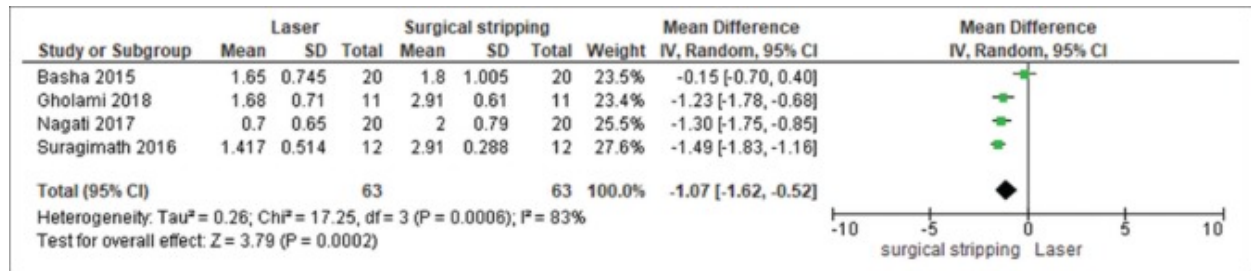 Laser Surgical stripping Mean Difference Mean Difference
Study or Subgroup Mean SD Total Mean SD Total Weight IV, Random, 95% CI IV, Random, 95% CI
Basha 2015 1.65 0.745 20 1.8 1.005 20 23.5% -0.15 [-0.70, 0.40]
Gholami 2018 1.68 0.71 11 2.91 0.61 11 23.4% -1.23 [-1.78, -0.68]
Nagati 2017 0.7 0.65 20 2 0.79 20 25.5% -1.30 [-1.75, -0.85]
Suragimath 2016 1.417 0.514 12 2.91 0.288 12 27.6% -1.49 [-1.83, -1.16]
Total (95% CI) 63 63 100.0% -1.07 [-1.62, -0.52]
Heterogeneity: Tau² = 0.26; Chi² = 17.25, df = 3 (P = 0.0006); I² = 83%
Test for overall effect: Z = 3.79 (P = 0.0002)
-10 -5 0 5 10
surgical stripping Laser